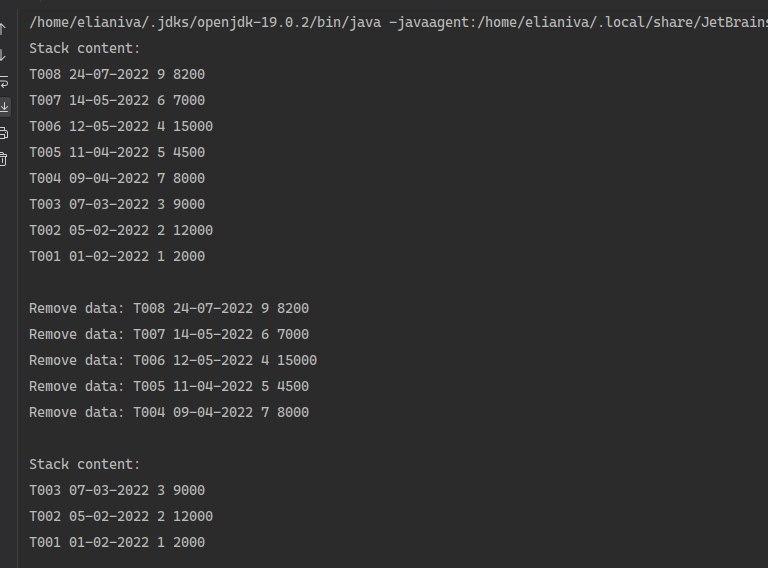 /home/elianiva/.jdks/openjdk-19.0.2/bin/java -javaagent:/home/elianiva/.local/share/JetBrains
Stack content:
T008 24-07-2022 9 8200
T007 14-05-2022 6 7000
T006 12-05-2022 4 15000
T005 11-04-2022 5 4500
T004 09-04-2022 7 8000
T003 07-03-2022 3 9000
T002 05-02-2022 2 12000
T001 01-02-2022 1 2000
Remove data: T008 24-07-2022 9 8200
Remove data: T007 14-05-2022 6 7000
Remove data: T006 12-05-2022 4 15000
Remove data: T005 11-04-2022 5 4500
Remove data: T004 09-04-2022 7 8000
Stack content:
T003 07-03-2022 3 9000
T002 05-02-2022 2 12000
T001 01-02-2022 1 2000